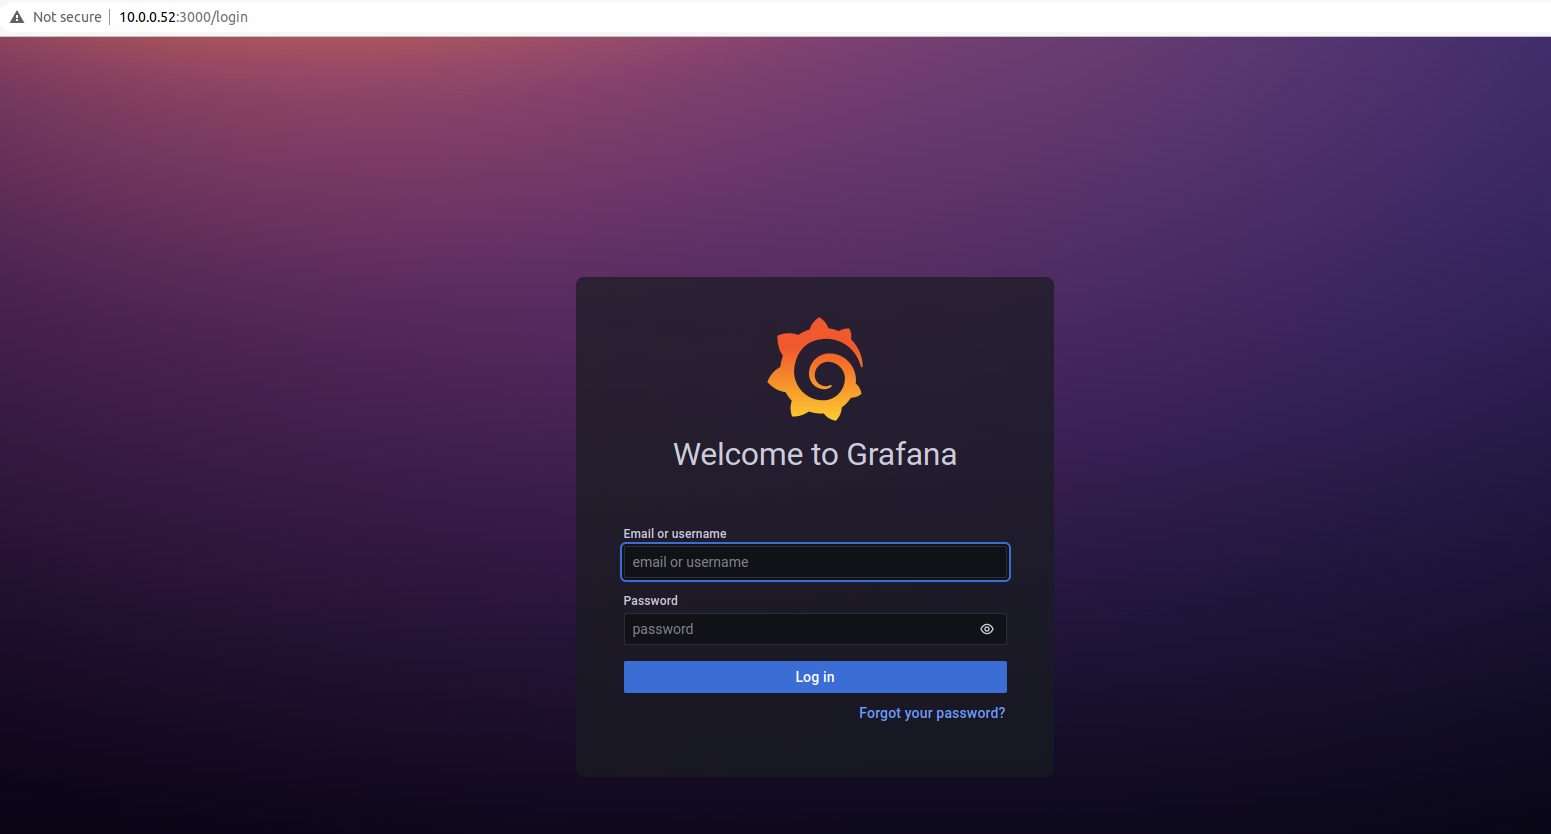 Not secure 10.0.0.52:3000/login
Welcome to Grafana
Email or username
email or username
Password
password
Log in
Forgot your password?